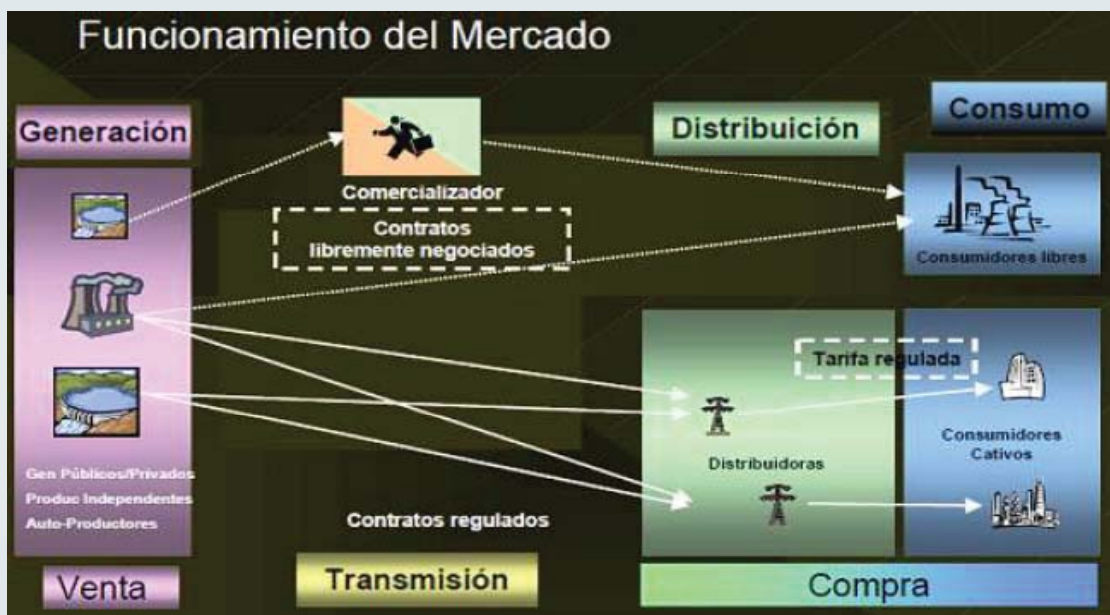 Funcionamiento del Mercado
Generación
Distribuición
Consumo
Comercializador
Contratos
libremente negociados
Consumidores libres
Tarifa regulada
Consumidores
Cativos
Distribuidoras
Gen Públicos/Privados
Produc Independentes
Auto-Productores
Contratos regulados
Venta
Transmisión
Compra